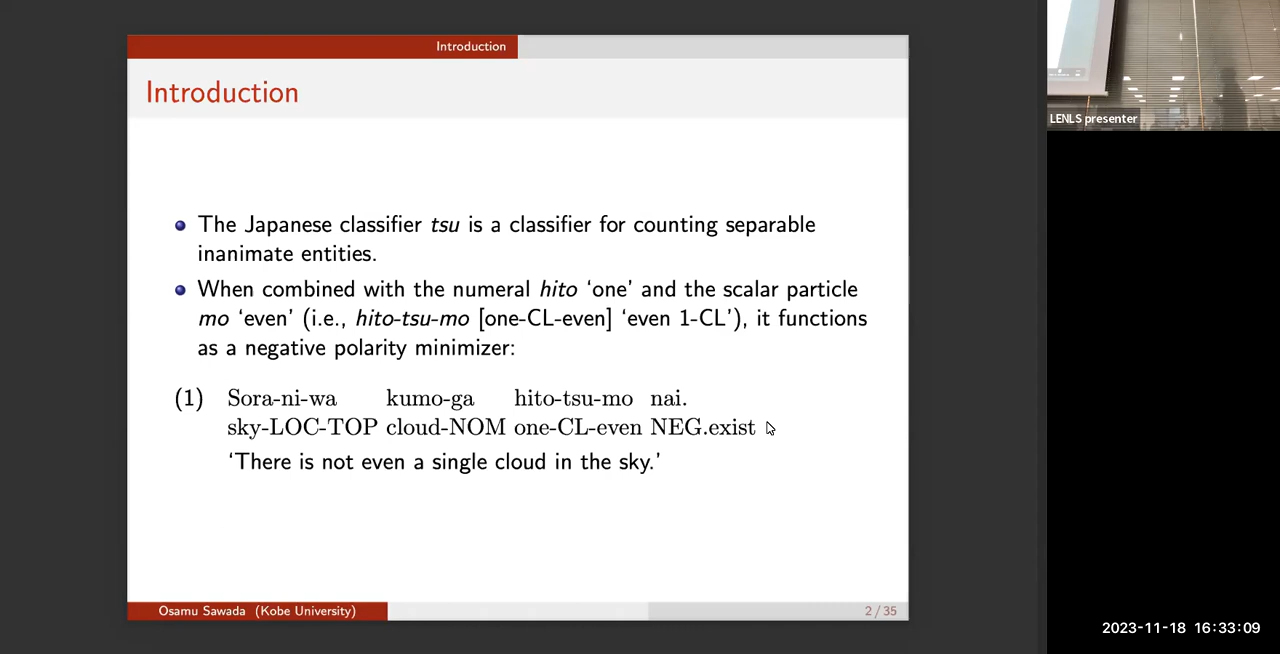 Introduction
Introduction
The Japanese classifier tsu is a classifier for counting separable
inanimate entities.
When combined with the numeral hito ‘one’ and the scalar particle
mo ‘even’ (i.e., hito-tsu-mo [one-CL-even] ‘even 1-CL’), it functions
as a negative polarity minimizer:
(1) Sora-ni-wa kumo-ga hito-tsu-mo nai.
sky-LOC-TOP cloud-NOM one-CL-even NEG.exist
‘There is not even a single cloud in the sky.’
Osamu Sawada (Kobe University)
2 / 35
LENLS presenter
2023-11-18 16:33:09